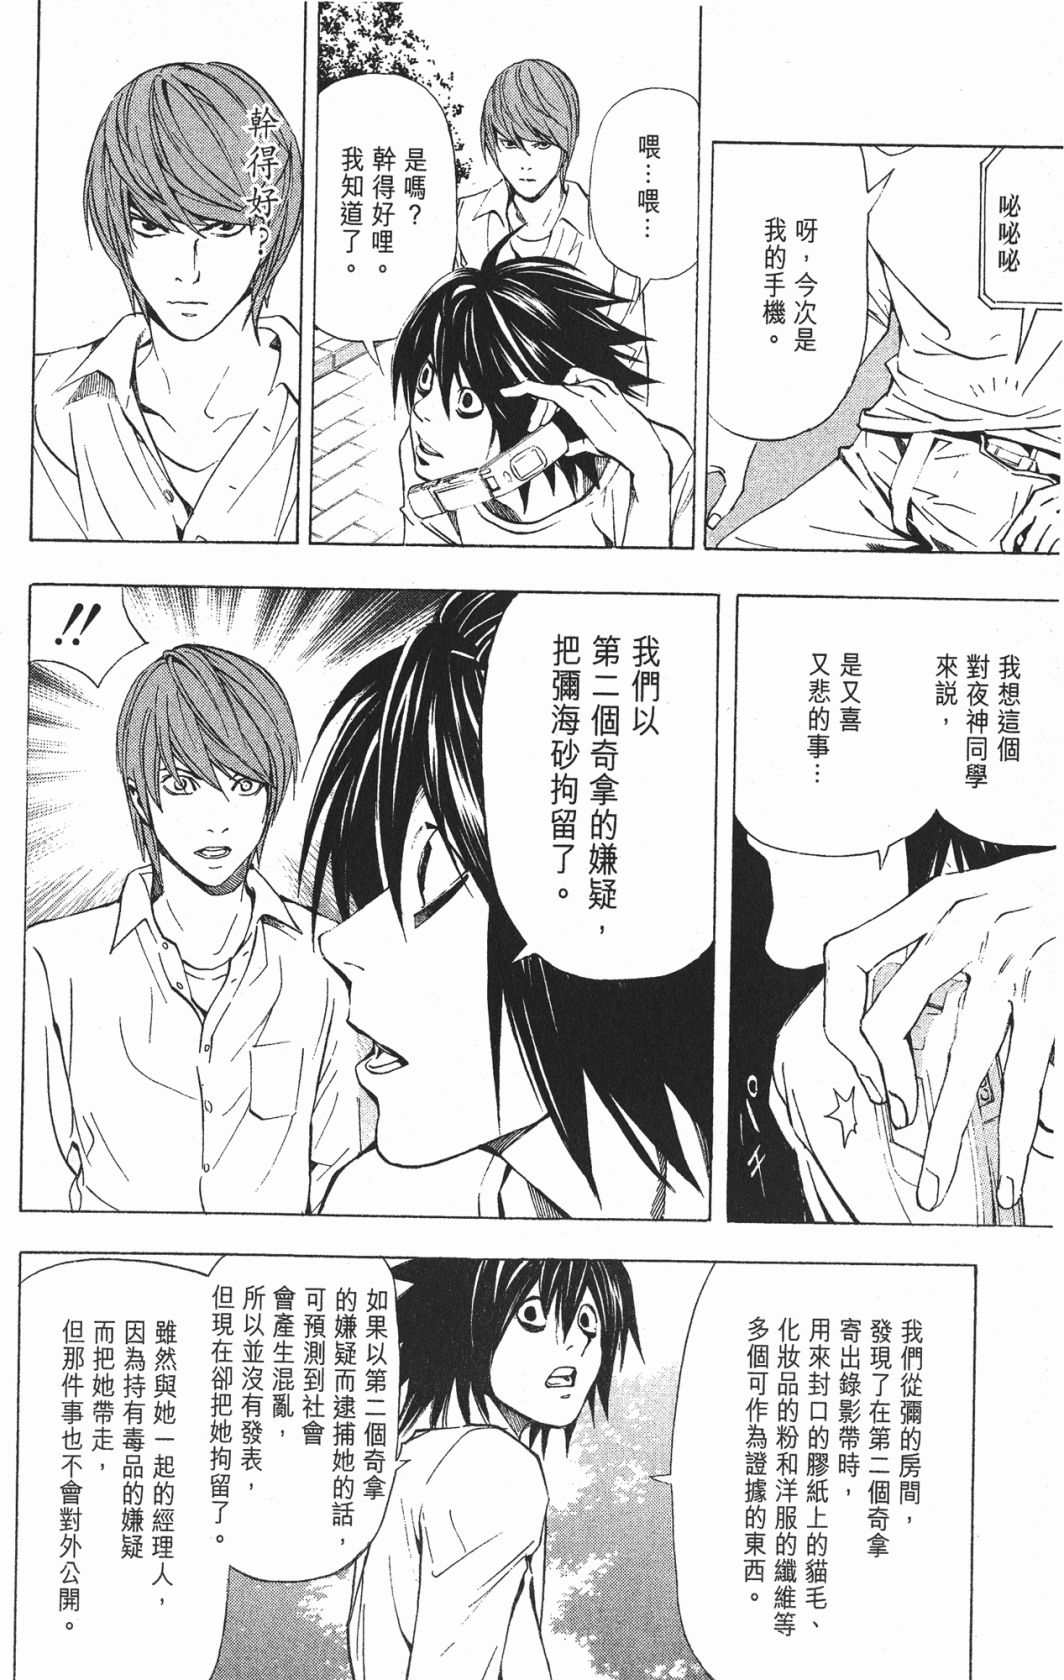 咇咇咇
呀，今次是
我的手機。
喂…喂…
是嗎？
幹得好哩。
我知道了。
幹得好？
我想這個
對夜神同學
來説，
是又喜
又悲的事…
パキ
我們以
第二個奇拿的嫌疑，
把彌海砂拘留了。
!!
我們從彌的房間，
發現了在第二個奇拿
寄出錄影帶時，
用來封口的膠紙上的貓毛、
化妝品的粉和洋服的纖維等
多個可作為證據的東西。
如果以第二個奇拿
的嫌疑而逮捕她的話，
可預測到社會
會產生混亂，
所以並沒有發表，
但現在卻把她拘留了。
雖然與她一起的經理人，
因為持有毒品的嫌疑
而把她帶走，
但那件事也不會對外公開。